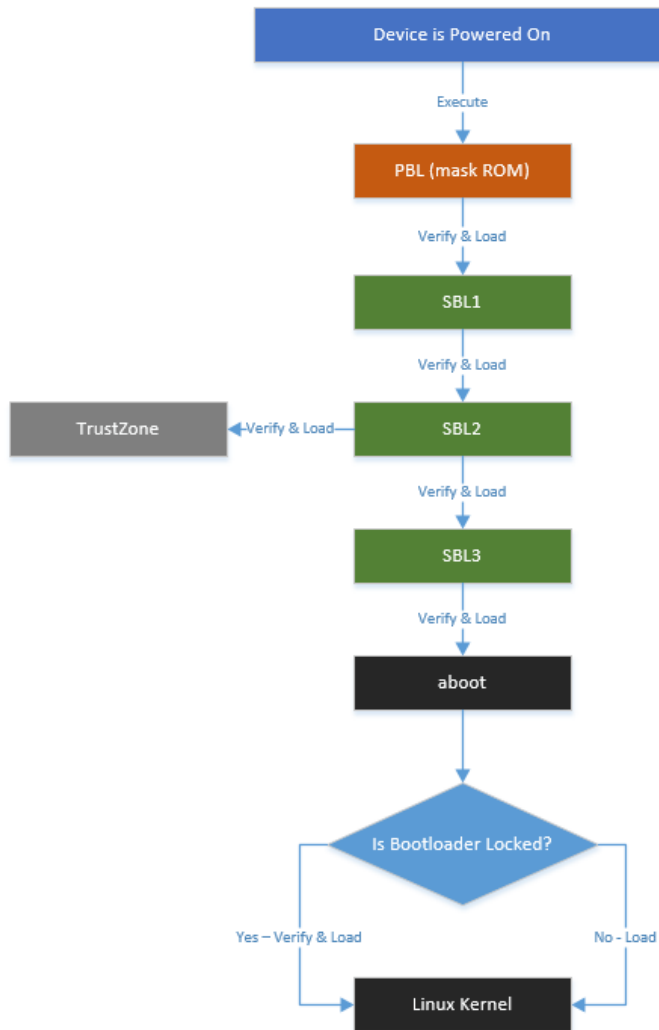 Device is Powered On
Execute
PBL (mask ROM)
Verify & Load
SBL1
Verify & Load
TrustZone
Verify & Load
SBL2
Verify & Load
SBL3
Verify & Load
aboot
Is Bootloader Locked?
Yes – Verify & Load
No - Load
Linux Kernel